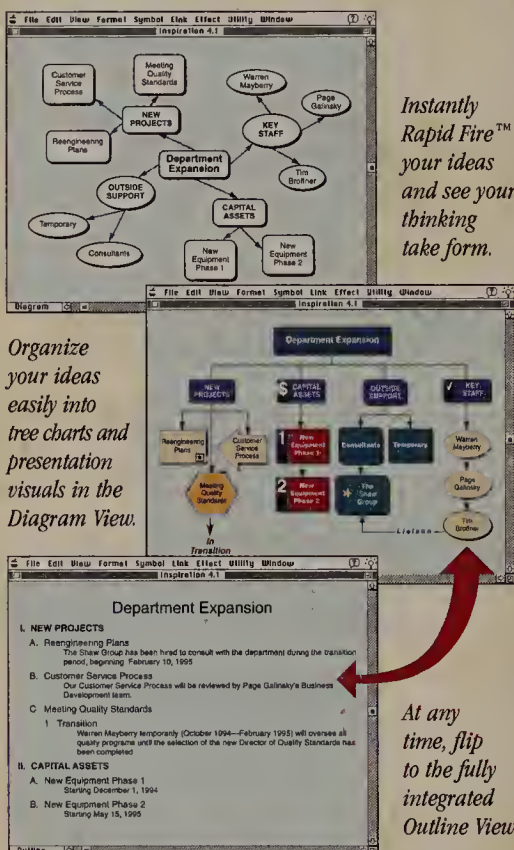 File Edit View Format Symbol Link Effect Utility Window
Inspiration 4.1
Customer
Service
Process
Meeting
Quality
Standards
NEW
PROJECTS
Reengineering
Plans
Warren
Mayberry
Page
Galinsky
KEY
STAFF
Tim
Broffner
Department
Expansion
OUTSIDE
SUPPORT
Temporary
Consultants
CAPITAL
ASSETS
New
Equipment
Phase 1
New
Equipment
Phase 2
Diagram
Instantly
Rapid Fire™
your ideas
and see your
thinking
take form.
Organize
your ideas
easily into
tree charts and
presentation
visuals in the
Diagram View.
File Edit View Format Symbol Link Effect Utility Window
Inspiration 4.1
Department Expansion
NEW
PROJECTS
$ CAPITAL
ASSETS
OUTSIDE
SUPPORT
✓ KEY
STAFF
Reengineering
Plans
Customer
Service
Process
Meeting
Quality
Standards
In
Transition
1 New
Equipment
Phase 1
2 New
Equipment
Phase 2
Consultants
Temporary
The
Shaw
Group
Liaison
Warren
Mayberry
Page
Galinsky
Tim
Broffner
File Edit View Format Symbol Link Effect Utility Window
Inspiration 4.1
Department Expansion
I. NEW PROJECTS
A. Reengineering Plans
The Shaw Group has been hired to consult with the department during the transition
period, beginning February 10, 1995
B. Customer Service Process
Our Customer Service Process will be reviewed by Page Galinsky's Business
Development team.
C Meeting Quality Standards
1 Transition
Warren Mayberry temporarily (October 1994—February 1995) will oversee all
quality programs until the selection of the new Director of Quality Standards has
been completed
II. CAPITAL ASSETS
A. New Equipment Phase 1
Starting December 1, 1994
B. New Equipment Phase 2
Starting May 15, 1995
Outline
At any
time, flip
to the fully
integrated
Outline View